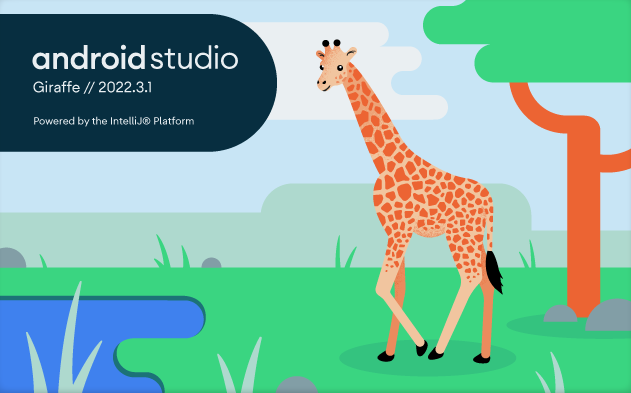 android studio
Giraffe // 2022.3.1
Powered by the IntelliJ® Platform